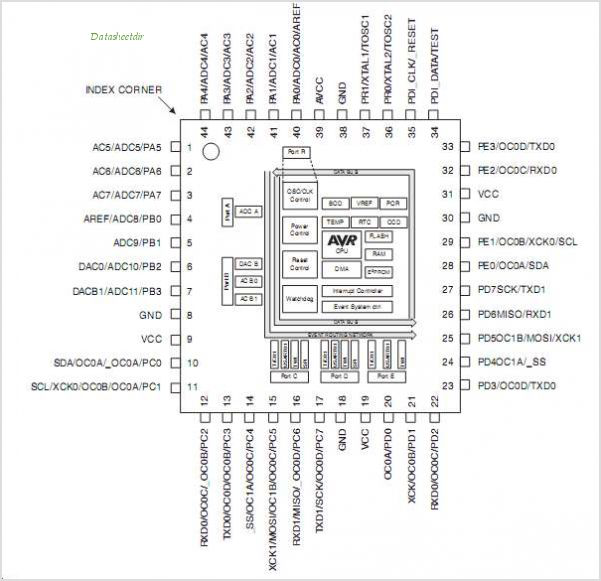 Datasheetdir
INDEX CORNER
PA4/ADC4/AC4
PA3/ADC3/AC3
PA2/ADC2/AC2
PA1/ADC1/AC1
PA0/ADC0/AC0/AREF
AVCC
GND
PR1/XTAL1/TOSC1
PR0/XTAL2/TOSC2
PDI_CLK/_RESET
PDI_DATA/TEST
44
43
42
41
40
39
38
37
36
35
34
AC5/ADC5/PA5 1
AC6/ADC6/PA6 2
AC7/ADC7/PA7 3
AREF/ADC8/PB0 4
ADC9/PB1 5
DAC0/ADC10/PB2 6
DACB1/ADC11/PB3 7
GND 8
VCC 9
SDA/OC0A/_OC0A/PC0 10
SCL/XCK0/OC0B/OC0A/PC1 11
33 PE3/OC0D/TXD0
32 PE2/OC0C/RXD0
31 VCC
30 GND
29 PE1/OC0B/XCK0/SCL
28 PE0/OC0A/SDA
27 PD7SCK/TXD1
26 PD6MISO/RXD1
25 PD5OC1B/MOSI/XCK1
24 PD4OC1A/_SS
23 PD3/OC0D/TXD0
Port R
DATA BUS
OSC/CLK
Control
BOD
VREF
POR
TEMP
RTC
OCD
Power
Control
AVR
CPU
FLASH
RAM
DMA
EEPROM
Reset
Control
Watchdog
Interrupt Controller
Event System ctrl
Port A
ADC A
Port B
DAC B
AC B0
AC B1
DATA BUS
EVENT ROUTING NETWORK
Port C
Port D
Port E
12
13
14
15
16
17
18
19
20
21
22
RXD0/OC0C/_OC0B/PC2
TXD0/OC0D/OC0B/PC3
_SS/OC1A/OC0C/PC4
XCK1/MOSI/OC1B/OC0C/PC5
RXD1/MISO/_OC0D/PC6
TXD1/SCK/OC0D/PC7
GND
VCC
OC0A/PD0
XCK/OC0B/PD1
RXD0/OC0C/PD2